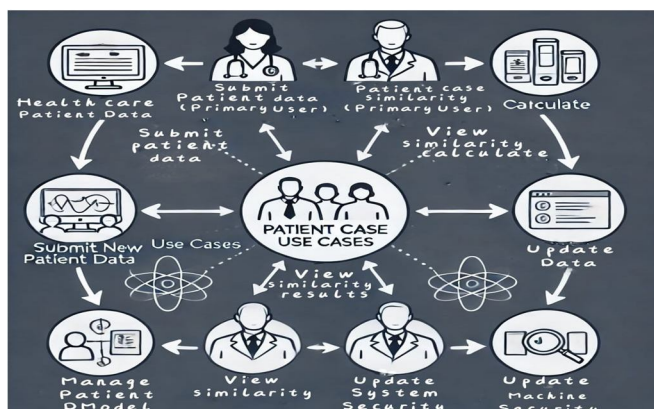 Health care
Patient Data
Submit
Patient data
(Primary User)
Patient case
similarity
(Primary User)
Calculate
Submit
patient
data
View
similarity
calculate
PATIENT CASE
USE CASES
Submit New
Patient Data
Use Cases
Update
Data
View
similarity
results
Manage
Patient
DModel
View
similarity
Update
System
Security
Update
Machine
Security